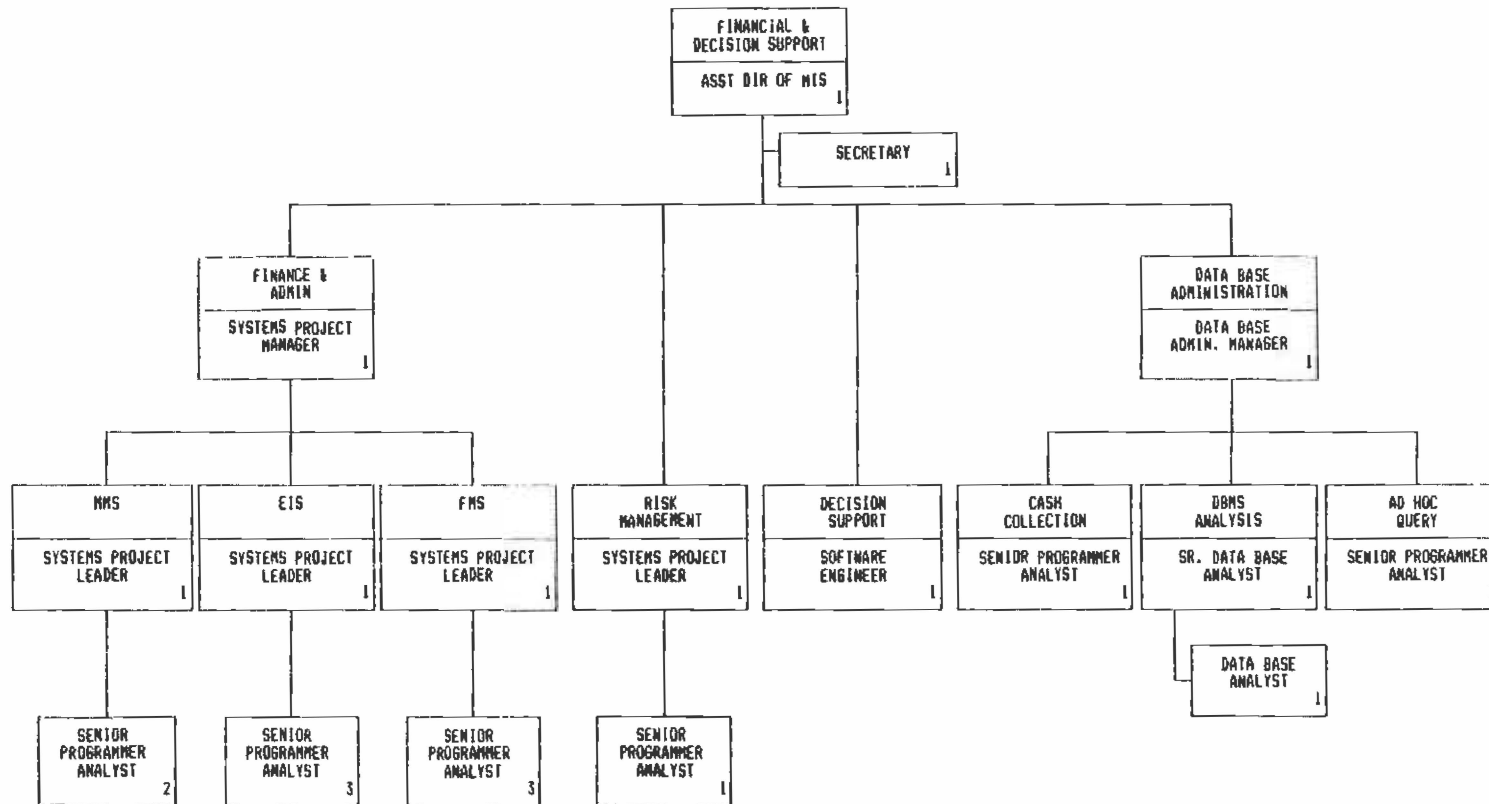 FINANCIAL &
DECISION SUPPORT
ASST DIR OF MIS
1
SECRETARY
1
FINANCE &
ADMIN
SYSTEMS PROJECT
MANAGER
1
DATA BASE
ADMINISTRATION
DATA BASE
ADMIN. MANAGER
1
MMS
SYSTEMS PROJECT
LEADER
1
EIS
SYSTEMS PROJECT
LEADER
1
FMS
SYSTEMS PROJECT
LEADER
1
RISK
MANAGEMENT
SYSTEMS PROJECT
LEADER
1
DECISION
SUPPORT
SOFTWARE
ENGINEER
1
CASH
COLLECTION
SENIOR PROGRAMMER
ANALYST
1
DBMS
ANALYSIS
SR. DATA BASE
ANALYST
1
AD HOC
QUERY
SENIOR PROGRAMMER
ANALYST
1
DATA BASE
ANALYST
1
SENIOR
PROGRAMMER
ANALYST
2
SENIOR
PROGRAMMER
ANALYST
3
SENIOR
PROGRAMMER
ANALYST
3
SENIOR
PROGRAMMER
ANALYST
1